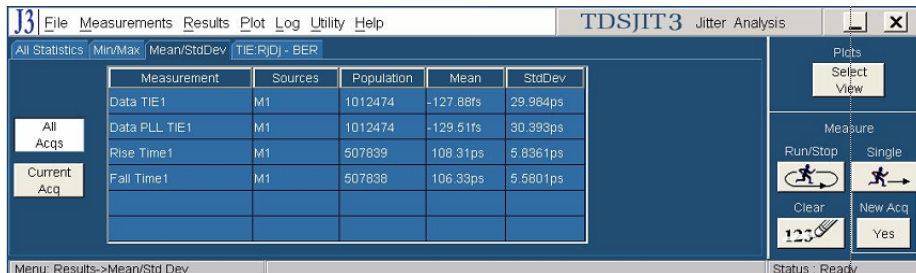 J3 File Measurements Results Plot Log Utility Help TDSJIT3 Jitter Analysis
All Statistics Min/Max Mean/StdDev TIE:RjDj - BER
Measurement Sources Population Mean StdDev
Data TIE1 M1 1012474 -127.88fs 29.984ps
Data PLL TIE1 M1 1012474 -129.51fs 30.393ps
Rise Time1 M1 507839 108.31ps 5.8361ps
Fall Time1 M1 507838 106.33ps 5.5801ps
All
Acqs
Current
Acq
Plots
Select
View
Measure
Run/Stop Single
Clear New Acq
123 Yes
Menu: Results->Mean/Std Dev Status : Ready